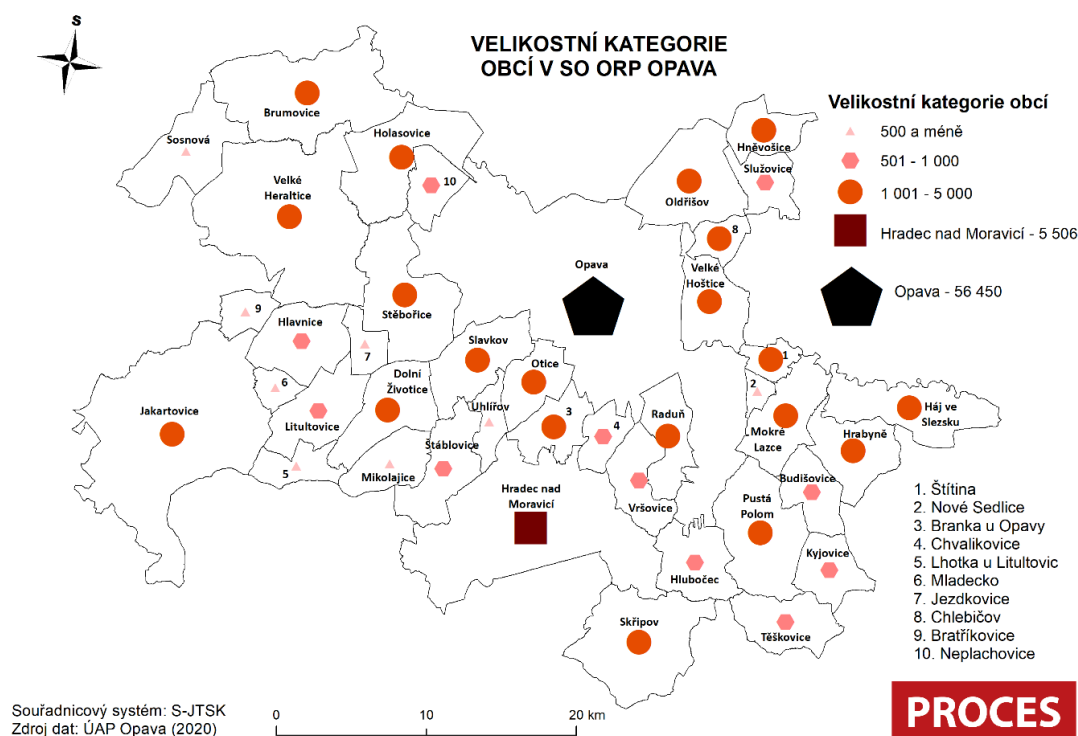 S
VELIKOSTNÍ KATEGORIE
OBCÍ V SO ORP OPAVA
Velikostní kategorie obcí
500 a méně
501 - 1 000
1 001 - 5 000
Hradec nad Moravicí - 5 506
Opava - 56 450
Brumovice
Sosnová
Holasovice
10
Velké
Heraltice
Hněvošice
Služovice
Oldřišov
8
Velké
Hoštice
Opava
Stěbořice
9
Hlavnice
7
Slavkov
Otice
Dolní
Životice
6
Jakartovice
Litultovice
Uhlířov
3
4
Raduň
1
2
Mokré
Lazce
Háj ve
Slezsku
Hrabyně
Štáblovice
5
Mikolajice
Hradec nad
Moravicí
Vršovice
Budišovice
Pustá
Polom
Kyjovice
Hlubočec
Skřipov
Těškovice
1. Štítina
2. Nové Sedlice
3. Branka u Opavy
4. Chvalikovice
5. Lhotka u Litultovic
6. Mladecko
7. Jezdkovice
8. Chlebičov
9. Bratříkovice
10. Neplachovice
Souřadnicový systém: S-JTSK
Zdroj dat: ÚAP Opava (2020)
0 10 20 km
PROCES